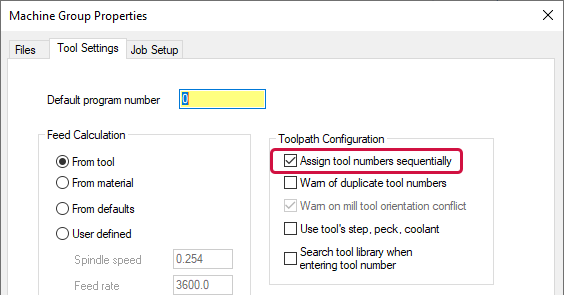 Machine Group Properties
Files
Tool Settings
Job Setup
Default program number
0
Feed Calculation
From tool
From material
From defaults
User defined
Spindle speed
0.254
Feed rate
3600.0
Toolpath Configuration
Assign tool numbers sequentially
Warn of duplicate tool numbers
Warn on mill tool orientation conflict
Use tool's step, peck, coolant
Search tool library when
entering tool number